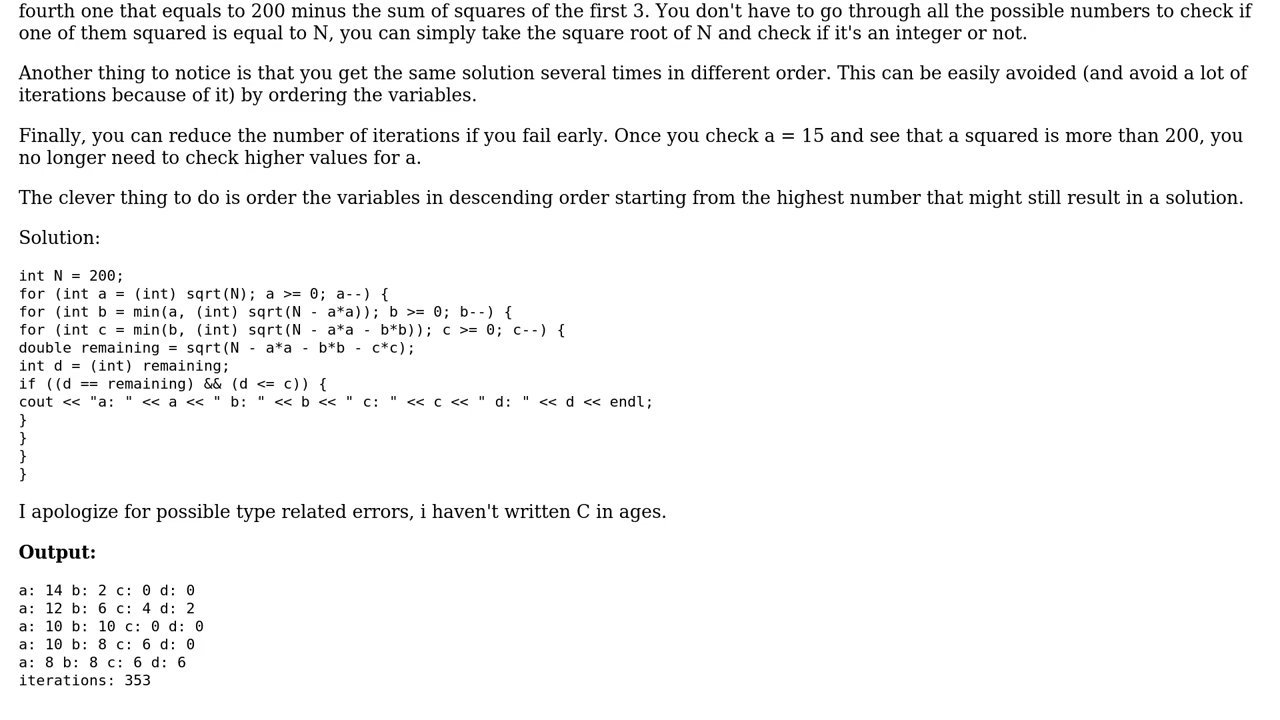 fourth one that equals to 200 minus the sum of squares of the first 3. You don't have to go through all the possible numbers to check if
one of them squared is equal to N, you can simply take the square root of N and check if it's an integer or not.
Another thing to notice is that you get the same solution several times in different order. This can be easily avoided (and avoid a lot of
iterations because of it) by ordering the variables.
Finally, you can reduce the number of iterations if you fail early. Once you check a = 15 and see that a squared is more than 200, you
no longer need to check higher values for a.
The clever thing to do is order the variables in descending order starting from the highest number that might still result in a solution.
Solution:
int N = 200;
for (int a = (int) sqrt(N); a >= 0; a--) {
for (int b = min(a, (int) sqrt(N - a*a)); b >= 0; b--) {
for (int c = min(b, (int) sqrt(N - a*a - b*b)); c >= 0; c--) {
double remaining = sqrt(N - a*a - b*b - c*c);
int d = (int) remaining;
if ((d == remaining) && (d <= c)) {
cout << "a: " << a << " b: " << b << " c: " << c << " d: " << d << endl;
}
}
}
}
I apologize for possible type related errors, i haven't written C in ages.
Output:
a: 14 b: 2 c: 0 d: 0
a: 12 b: 6 c: 4 d: 2
a: 10 b: 10 c: 0 d: 0
a: 10 b: 8 c: 6 d: 0
a: 8 b: 8 c: 6 d: 6
iterations: 353